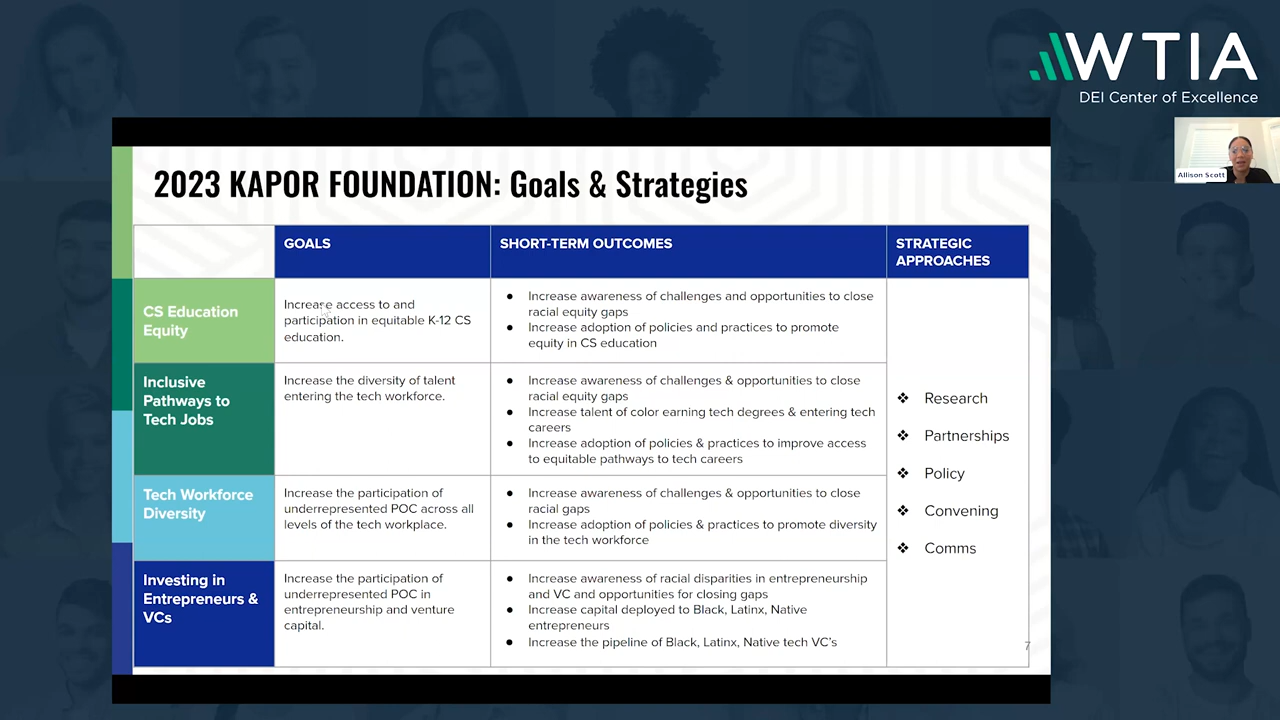 WTIA
DEI Center of Excellence
Allison Scott
2023 KAPOR FOUNDATION: Goals & Strategies
GOALS
SHORT-TERM OUTCOMES
STRATEGIC
APPROACHES
CS Education
Equity
Increase access to and
participation in equitable K-12 CS
education.
● Increase awareness of challenges and opportunities to close
racial equity gaps
● Increase adoption of policies and practices to promote
equity in CS education
Inclusive
Pathways to
Tech Jobs
Increase the diversity of talent
entering the tech workforce.
● Increase awareness of challenges & opportunities to close
racial equity gaps
● Increase talent of color earning tech degrees & entering tech
careers
● Increase adoption of policies & practices to improve access
to equitable pathways to tech careers
Tech Workforce
Diversity
Increase the participation of
underrepresented POC across all
levels of the tech workplace.
● Increase awareness of challenges & opportunities to close
racial gaps
● Increase adoption of policies & practices to promote diversity
in the tech workforce
Investing in
Entrepreneurs &
VCs
Increase the participation of
underrepresented POC in
entrepreneurship and venture
capital.
● Increase awareness of racial disparities in entrepreneurship
and VC and opportunities for closing gaps
● Increase capital deployed to Black, Latinx, Native
entrepreneurs
● Increase the pipeline of Black, Latinx, Native tech VC's
❖ Research
❖ Partnerships
❖ Policy
❖ Convening
❖ Comms
7